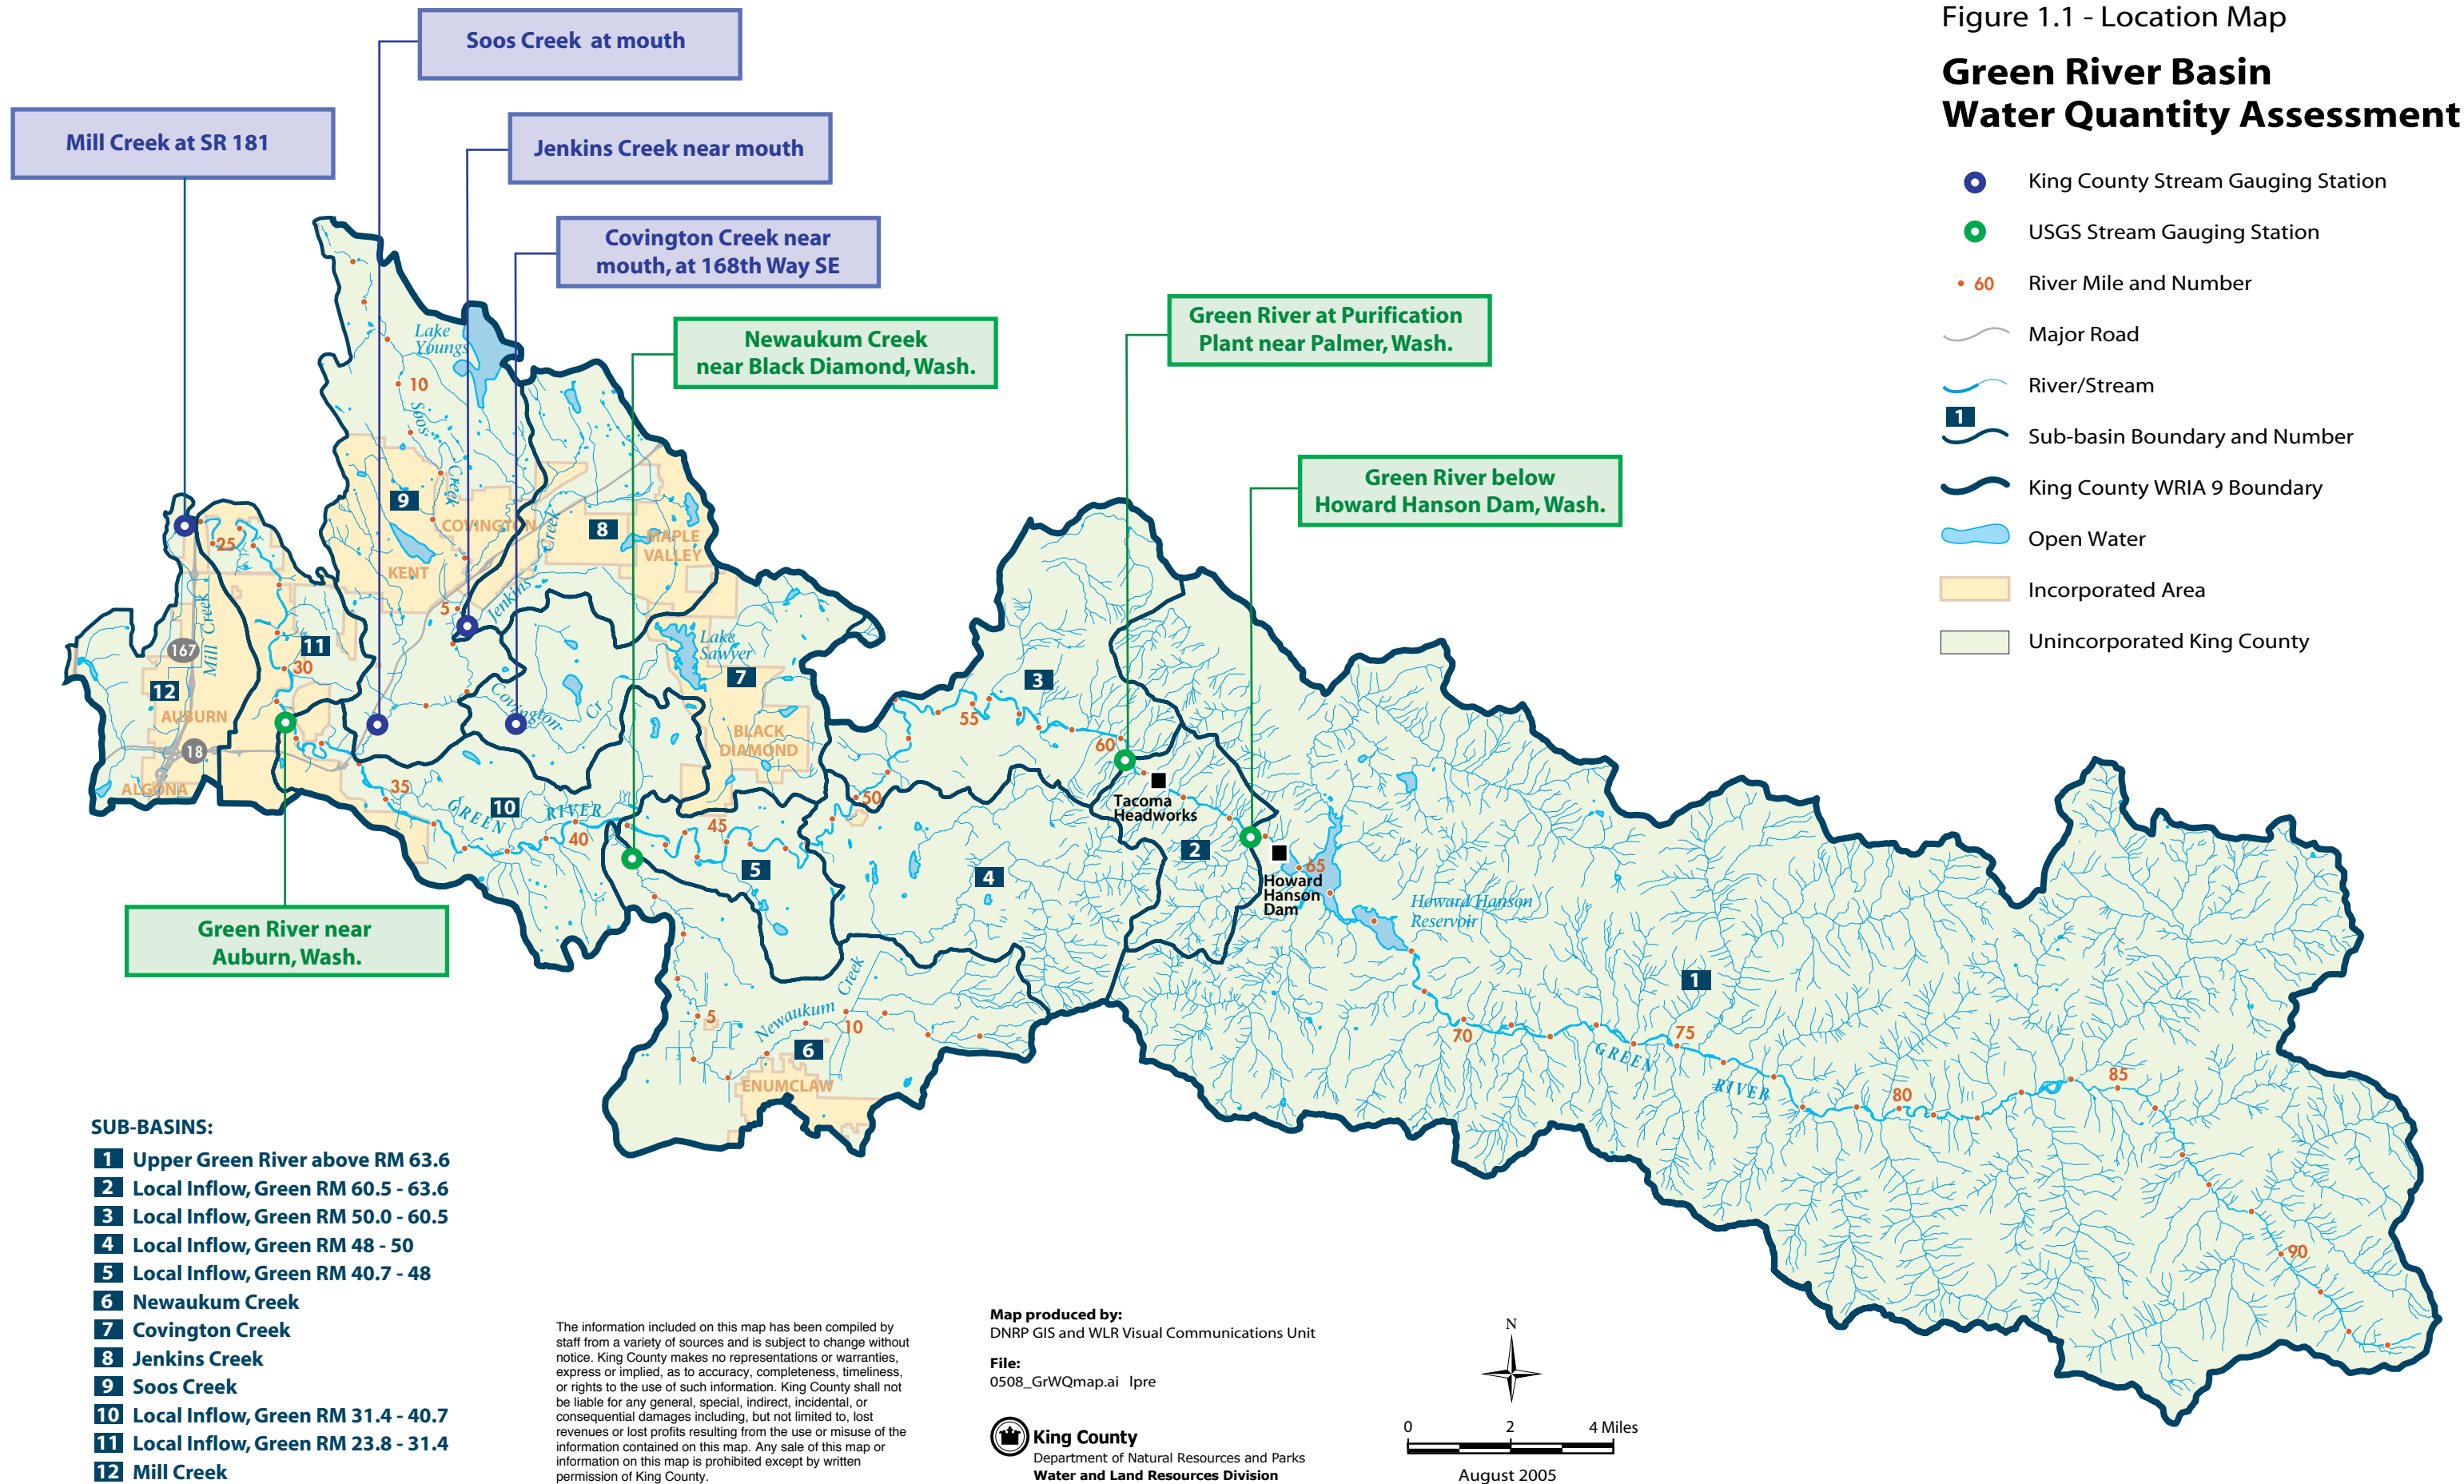 Figure 1.1 - Location Map
Green River Basin
Water Quantity Assessment
King County Stream Gauging Station
USGS Stream Gauging Station
60 River Mile and Number
Major Road
River/Stream
1
Sub-basin Boundary and Number
King County WRIA 9 Boundary
Open Water
Incorporated Area
Unincorporated King County
Soos Creek at mouth
Mill Creek at SR 181
Jenkins Creek near mouth
Covington Creek near
mouth, at 168th Way SE
Newaukum Creek
near Black Diamond, Wash.
Green River at Purification
Plant near Palmer, Wash.
Green River below
Howard Hanson Dam, Wash.
Green River near
Auburn, Wash.
Lake
Youngs
10
Soos
Creek
9
COVINGTON
KENT
Creek
Jenkins
8
MAPLE
VALLEY
5
25
Mill Creek
167
11
30
12
AUBURN
18
ALGONA
35
Covington
Cr
Lake
Sawyer
7
BLACK
DIAMOND
GREEN
RIVER
10
40
45
5
50
55
3
60
Tacoma
Headworks
2
4
65
Howard
Hanson
Dam
Howard Hanson
Reservoir
1
70
GREEN
RIVER
75
80
85
90
5
Newaukum
Creek
10
6
ENUMCLAW
SUB-BASINS:
1 Upper Green River above RM 63.6
2 Local Inflow, Green RM 60.5 - 63.6
3 Local Inflow, Green RM 50.0 - 60.5
4 Local Inflow, Green RM 48 - 50
5 Local Inflow, Green RM 40.7 - 48
6 Newaukum Creek
7 Covington Creek
8 Jenkins Creek
9 Soos Creek
10 Local Inflow, Green RM 31.4 - 40.7
11 Local Inflow, Green RM 23.8 - 31.4
12 Mill Creek
The information included on this map has been compiled by
staff from a variety of sources and is subject to change without
notice. King County makes no representations or warranties,
express or implied, as to accuracy, completeness, timeliness,
or rights to the use of such information. King County shall not
be liable for any general, special, indirect, incidental, or
consequential damages including, but not limited to, lost
revenues or lost profits resulting from the use or misuse of the
information contained on this map. Any sale of this map or
information on this map is prohibited except by written
permission of King County.
Map produced by:
DNRP GIS and WLR Visual Communications Unit
File:
0508_GrWQmap.ai lpre
King County
Department of Natural Resources and Parks
Water and Land Resources Division
N
0 2 4 Miles
August 2005